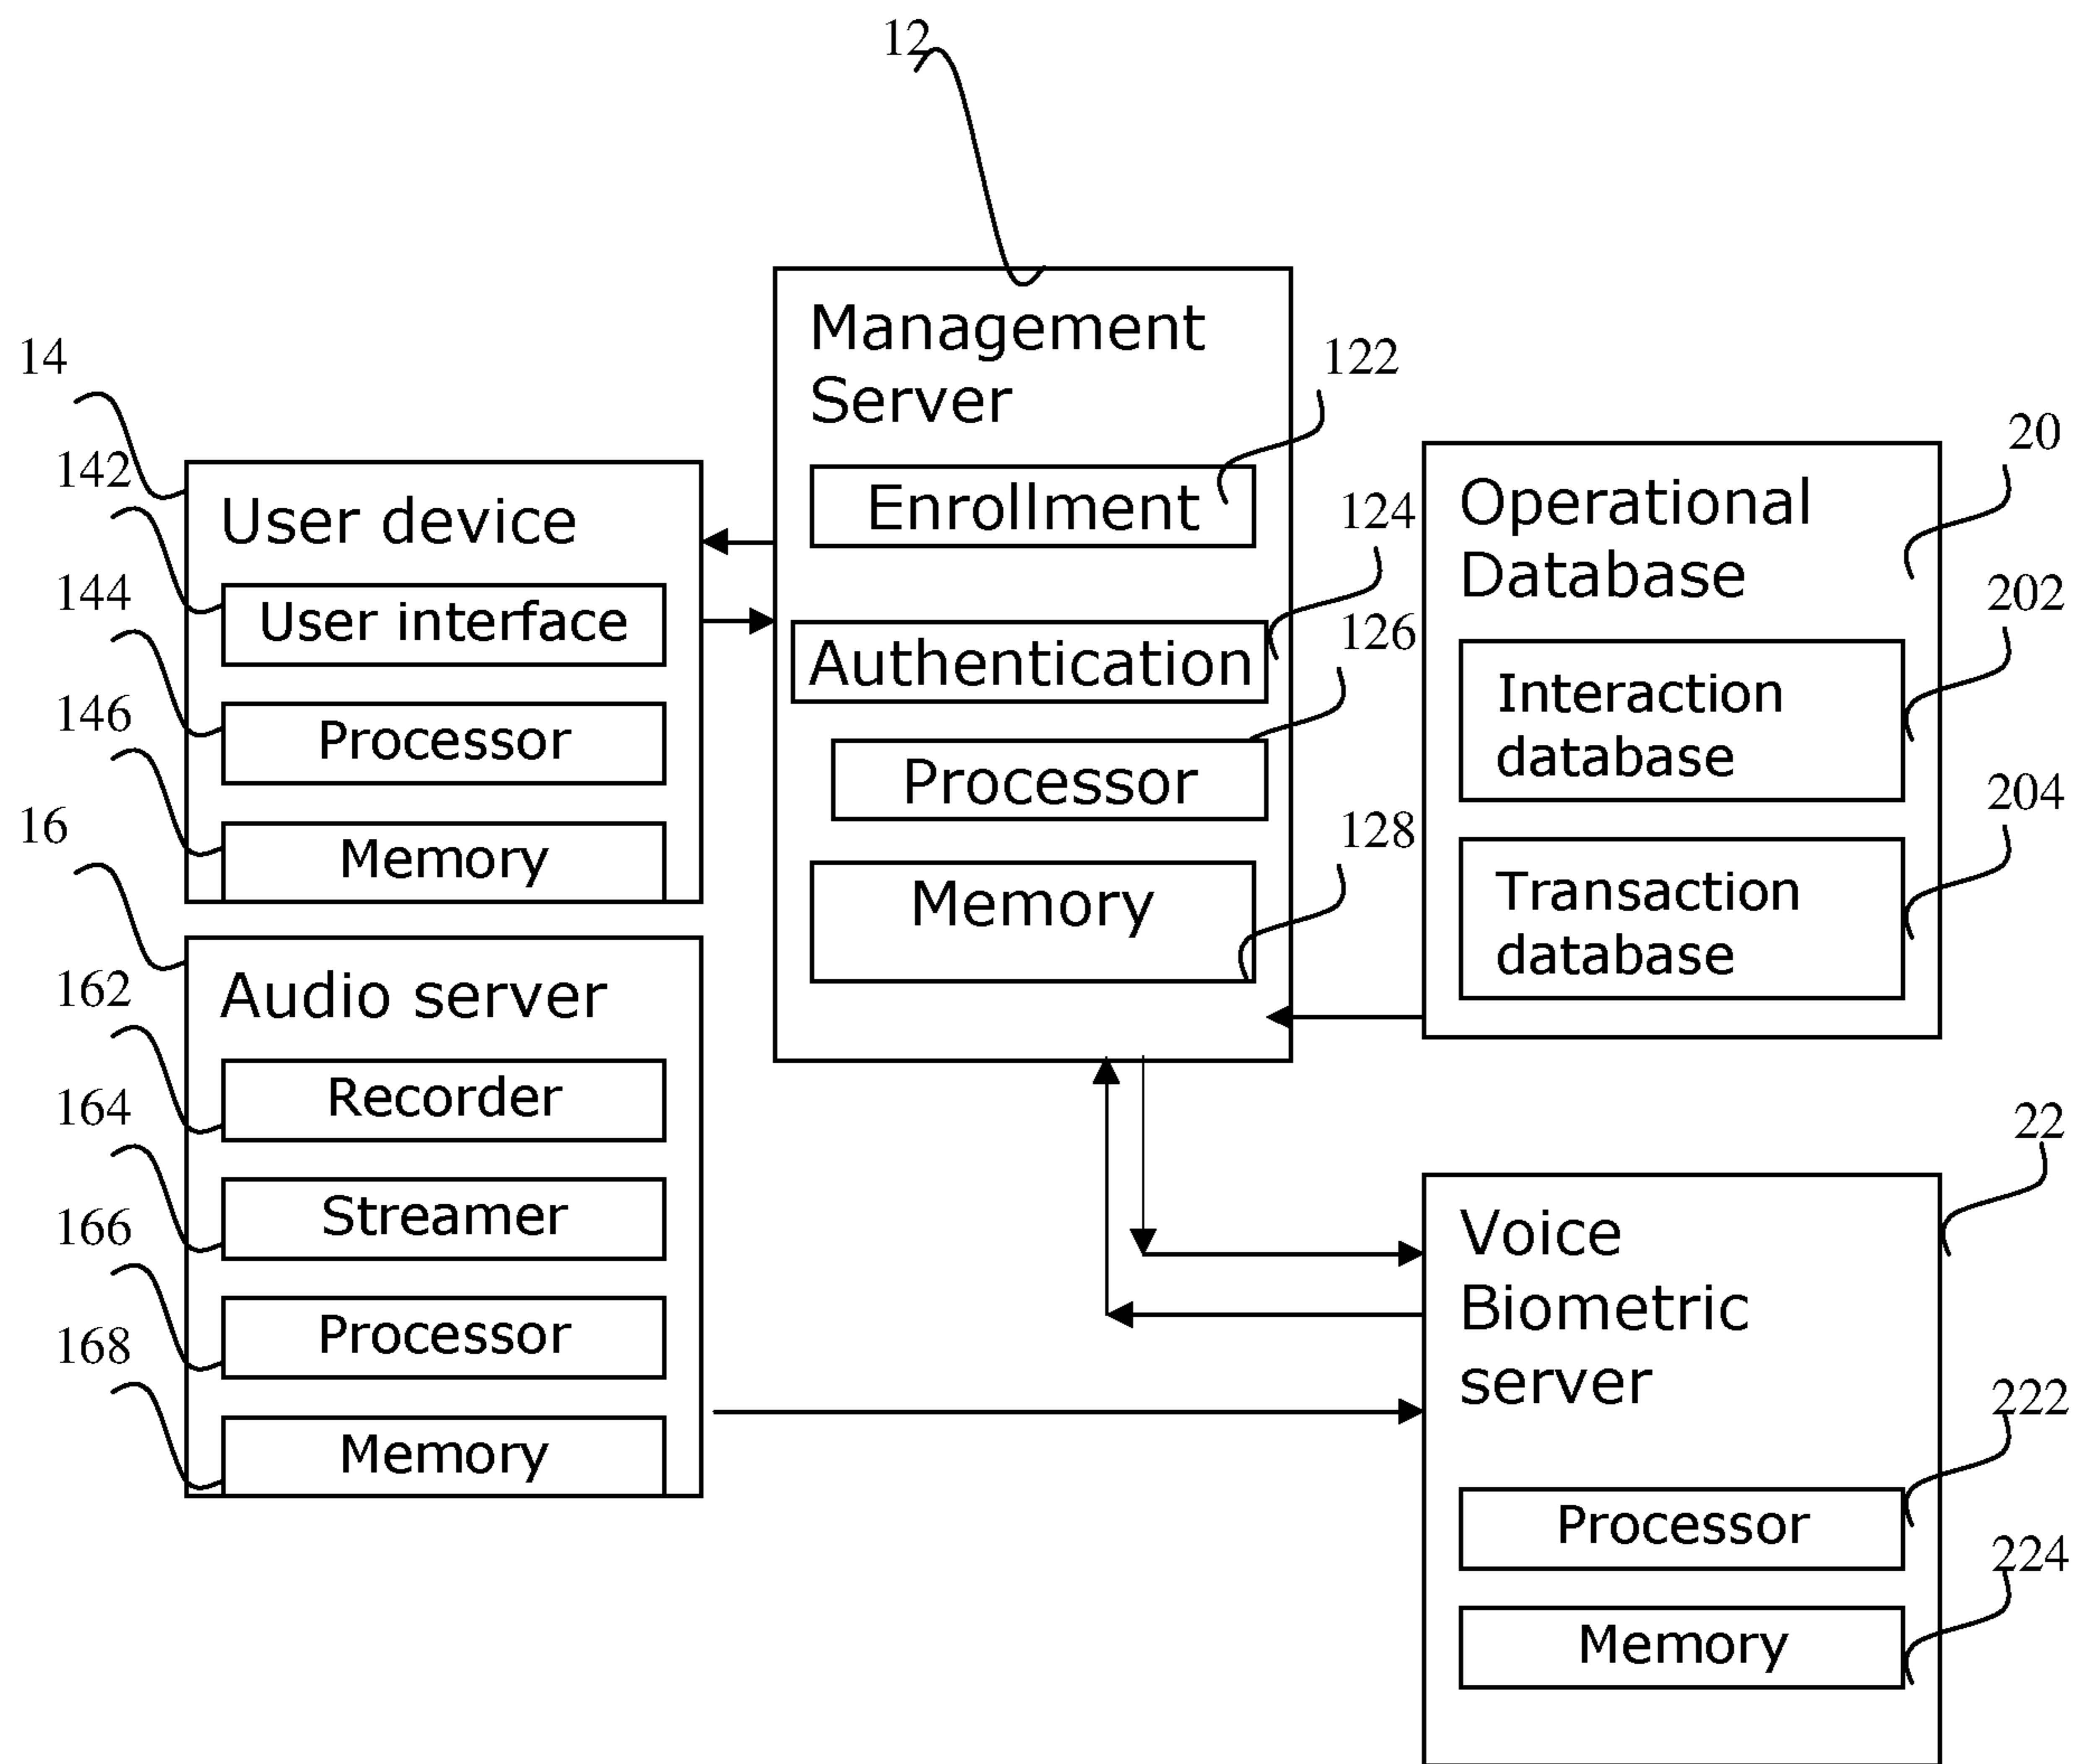 12
Management
Server
122
Enrollment
124
Authentication
126
Processor
128
Memory
14
User device
142
User interface
144
Processor
146
Memory
16
Audio server
162
Recorder
164
Streamer
166
Processor
168
Memory
20
Operational
Database
202
Interaction
database
204
Transaction
database
22
Voice
Biometric
server
222
Processor
224
Memory